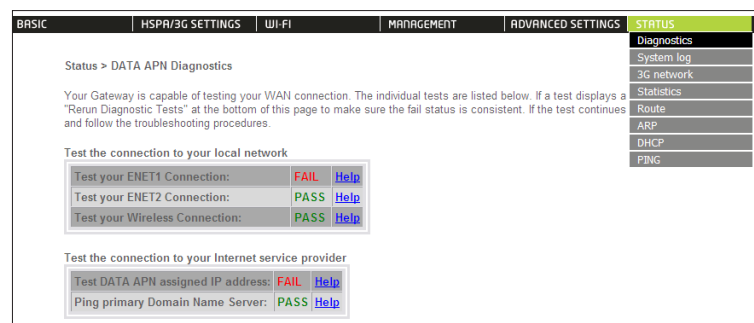 BASIC HSPA/3G SETTINGS WI-FI MANAGEMENT ADVANCED SETTINGS STATUS
Diagnostics
System log
3G network
Statistics
Route
ARP
DHCP
PING
Status > DATA APN Diagnostics
Your Gateway is capable of testing your WAN connection. The individual tests are listed below. If a test displays a
"Rerun Diagnostic Tests" at the bottom of this page to make sure the fail status is consistent. If the test continues
and follow the troubleshooting procedures.
Test the connection to your local network
Test your ENET1 Connection: FAIL Help
Test your ENET2 Connection: PASS Help
Test your Wireless Connection: PASS Help
Test the connection to your Internet service provider
Test DATA APN assigned IP address: FAIL Help
Ping primary Domain Name Server: PASS Help